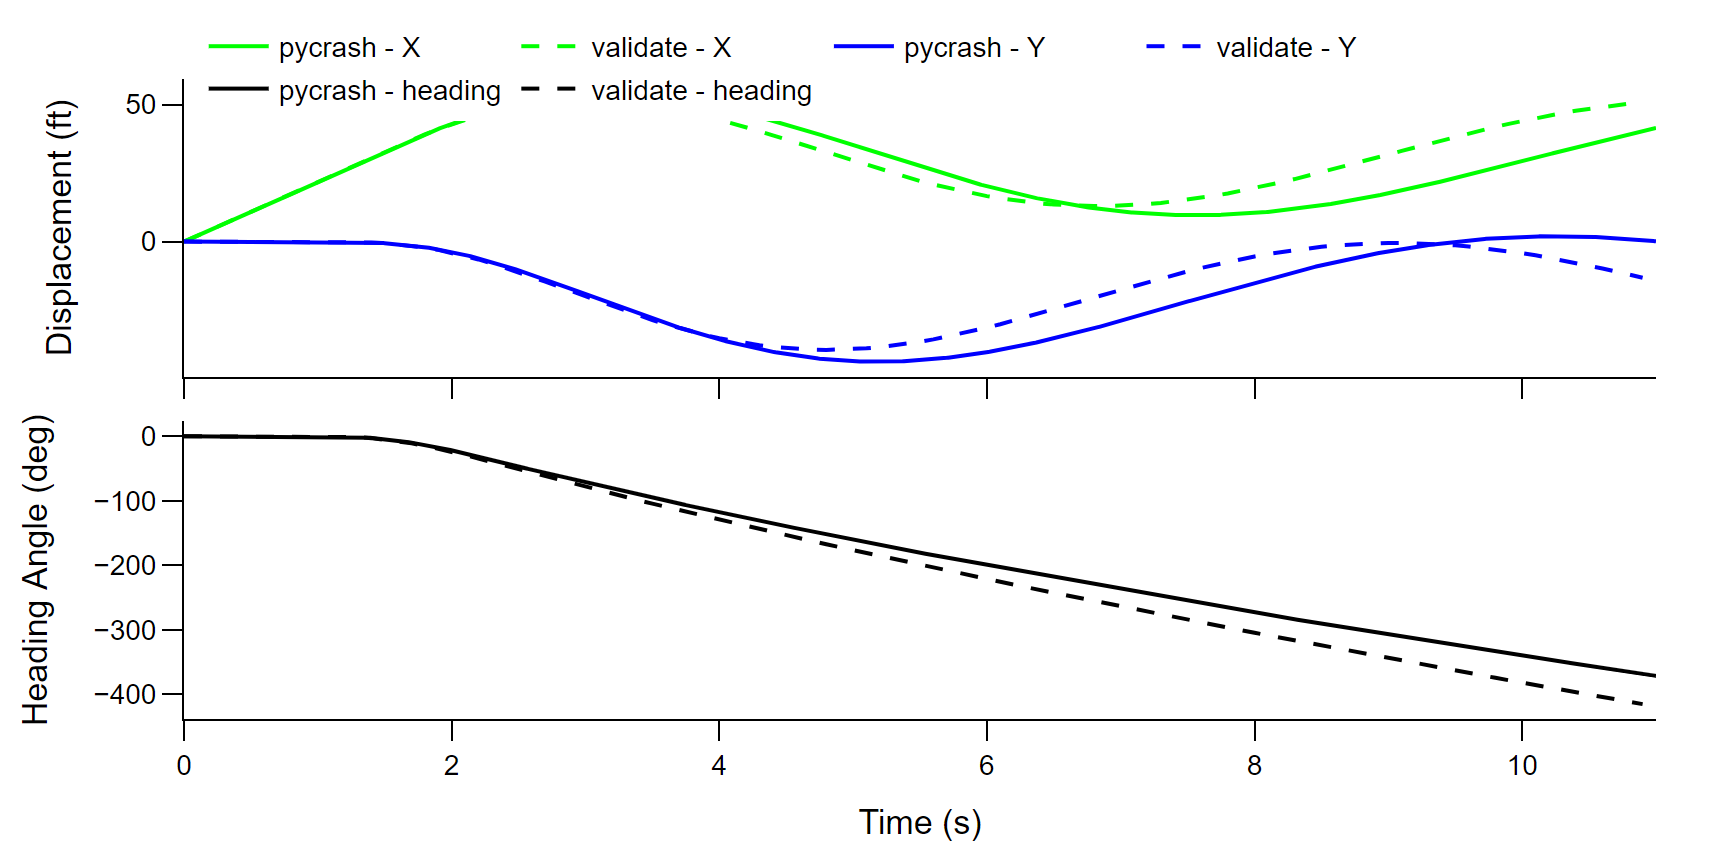 pycrash - X validate - X pycrash - Y validate - Y
pycrash - heading validate - heading
Displacement (ft)
50
0
Heading Angle (deg)
0
−100
−200
−300
−400
0 2 4 6 8 10
Time (s)